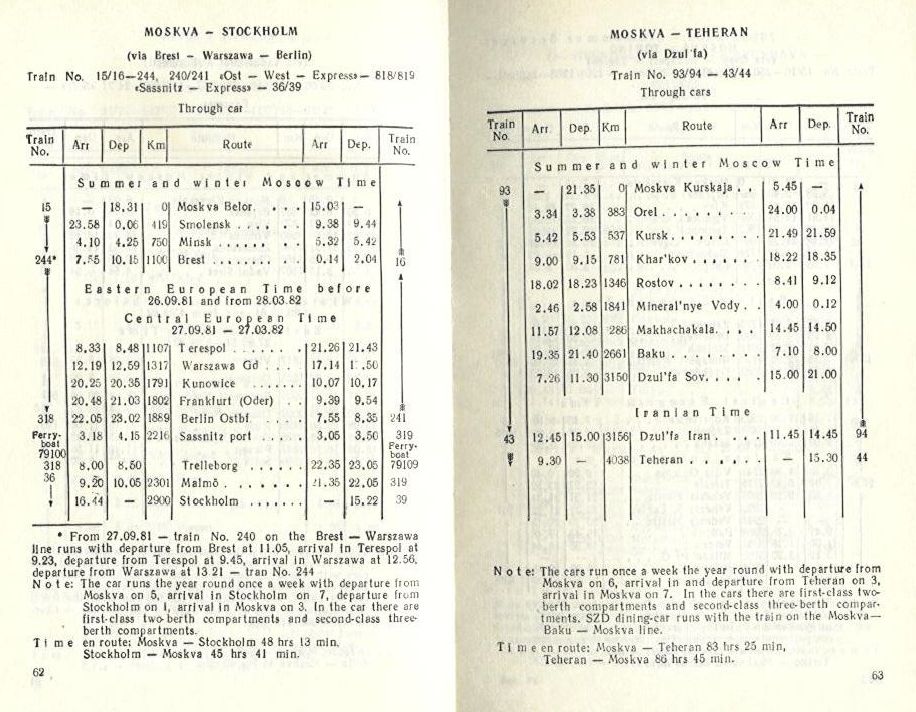 MOSKVA – STOCKHOLM
(via Brest – Warszawa – Berlin)
Train No. 15/16–244, 240/241 «Ost – West – Express» – 818/819
«Sassnitz – Express» – 36/39
Through car
Train No. Arr Dep Km Route Arr Dep. Train No.
Summer and winter Moscow Time
15 — 18,31 0 Moskva Belor. . . . 15.03 —
23.58 0,06 419 Smolensk . . . . . . 9.38 9.44
4.10 4.25 750 Minsk . . . . . . . . 5.32 5.42
244* 7.55 10.15 1100 Brest . . . . . . . . . 0.14 2.04 16
Eastern European Time before
26.09.81 and from 28.03.82
Central European Time
27.09.81 – 27.03.82
8.33 8.48 1107 Terespol . . . . . . . 21.26 21.43
12.19 12.59 1317 Warszawa Gd . . . 17.14
20.25 20.35 1791 Kunowice . . . . . . . 10.07 10.17
20.48 21.03 1802 Frankfurt (Oder) . . 9.39 9.54
318 22.05 23.02 1889 Berlin Ostbf. . . . . 7.55 8.35 241
Ferry-boat 79100 3.18 4.15 2216 Sassnitz port . . . . . 3.05 3.50 319 Ferry-boat
318 8.00 8.50 Trelleborg . . . . . . 22.35 23.05 79109
36 9.20 10.05 2301 Malmö . . . . . . . . 21.35 22.05 319
16.44 — 2900 Stockholm . . . . . . . — 15.22 39
* From 27.09.81 – train No. 240 on the Brest – Warszawa
line runs with departure from Brest at 11.05, arrival in Terespol at
9.23, departure from Terespol at 9.45, arrival in Warszawa at 12.56,
departure from Warszawa at 13 21 – tran No. 244
Note: The car runs the year round once a week with departure from
Moskva on 5, arrival in Stockholm on 7, departure from
Stockholm on 1, arrival in Moskva on 3. In the car there are
first-class two-berth compartments and second-class three-
berth compartments.
Time en route: Moskva – Stockholm 48 hrs 13 min.
Stockholm – Moskva 45 hrs 41 min.
62
MOSKVA – TEHERAN
(via Dzul'fa)
Train No. 93/94 – 43/44
Through cars
Train No. Arr Dep. Km Route Arr Dep. Train No.
Summer and winter Moscow Time
93 — 21.35 0 Moskva Kurskaja . . 5.45 —
3.34 3.38 383 Orel . . . . . . . . . 24.00 0.04
5.42 5.53 537 Kursk . . . . . . . . . 21.49 21.59
9.00 9.15 781 Khar'kov . . . . . . . 18.22 18.35
18.02 18.23 1346 Rostov . . . . . . . . 8.41 9.12
2.46 2.58 1841 Mineral'nye Vody . . 4.00 0.12
11.57 12.08 286 Makhachakala. . . . 14.45 14.50
19.35 21.40 2661 Baku . . . . . . . . . 7.10 8.00
7.26 11.30 3150 Dzul'fa Sov. . . . . 15.00 21.00
Iranian Time
43 12.45 15.00 3156 Dzul'fa Iran . . . . 11.45 14.45 94
9.30 — 4038 Teheran . . . . . . — 15.30 44
Note: The cars run once a week the year round with departure from
Moskva on 6, arrival in and departure from Teheran on 3,
arrival in Moskva on 7. In the cars there are first-class two-
berth compartments and second-class three-berth compar-
tments. SZD dining-car runs with the train on the Moskva–
Baku – Moskva line.
Time en route: Moskva – Teheran 83 hrs 25 min,
Teheran – Moskva 86 hrs 45 min.
63